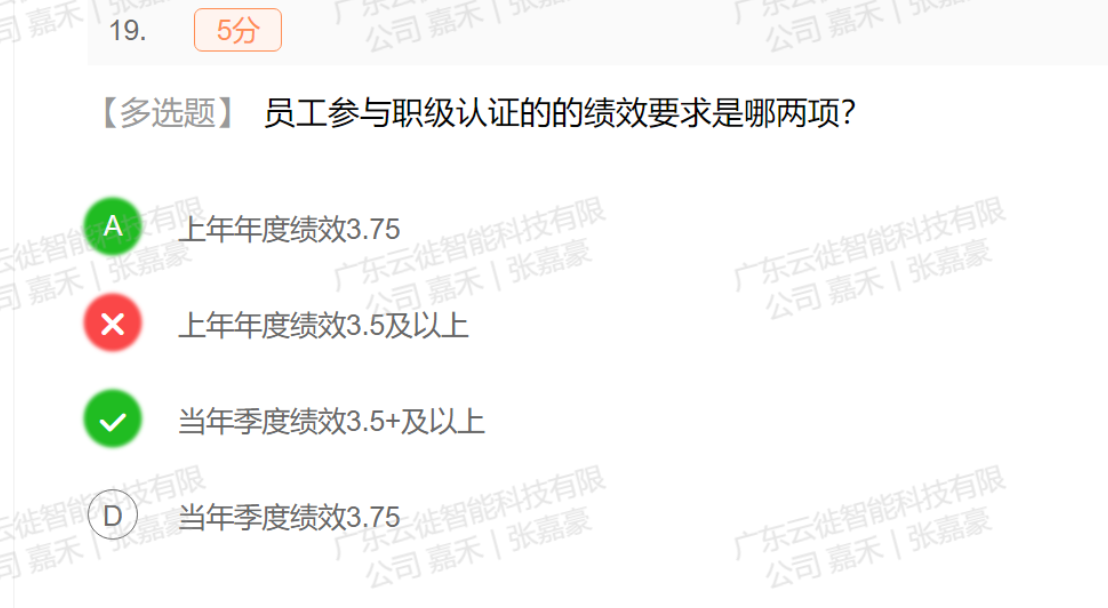 19. 5分
【多选题】 员工参与职级认证的的绩效要求是哪两项？
A 上年年度绩效3.75
上年年度绩效3.5及以上
当年季度绩效3.5+及以上
D 当年季度绩效3.75
广东云徙智能科技有限
公司 嘉禾 | 张嘉豪